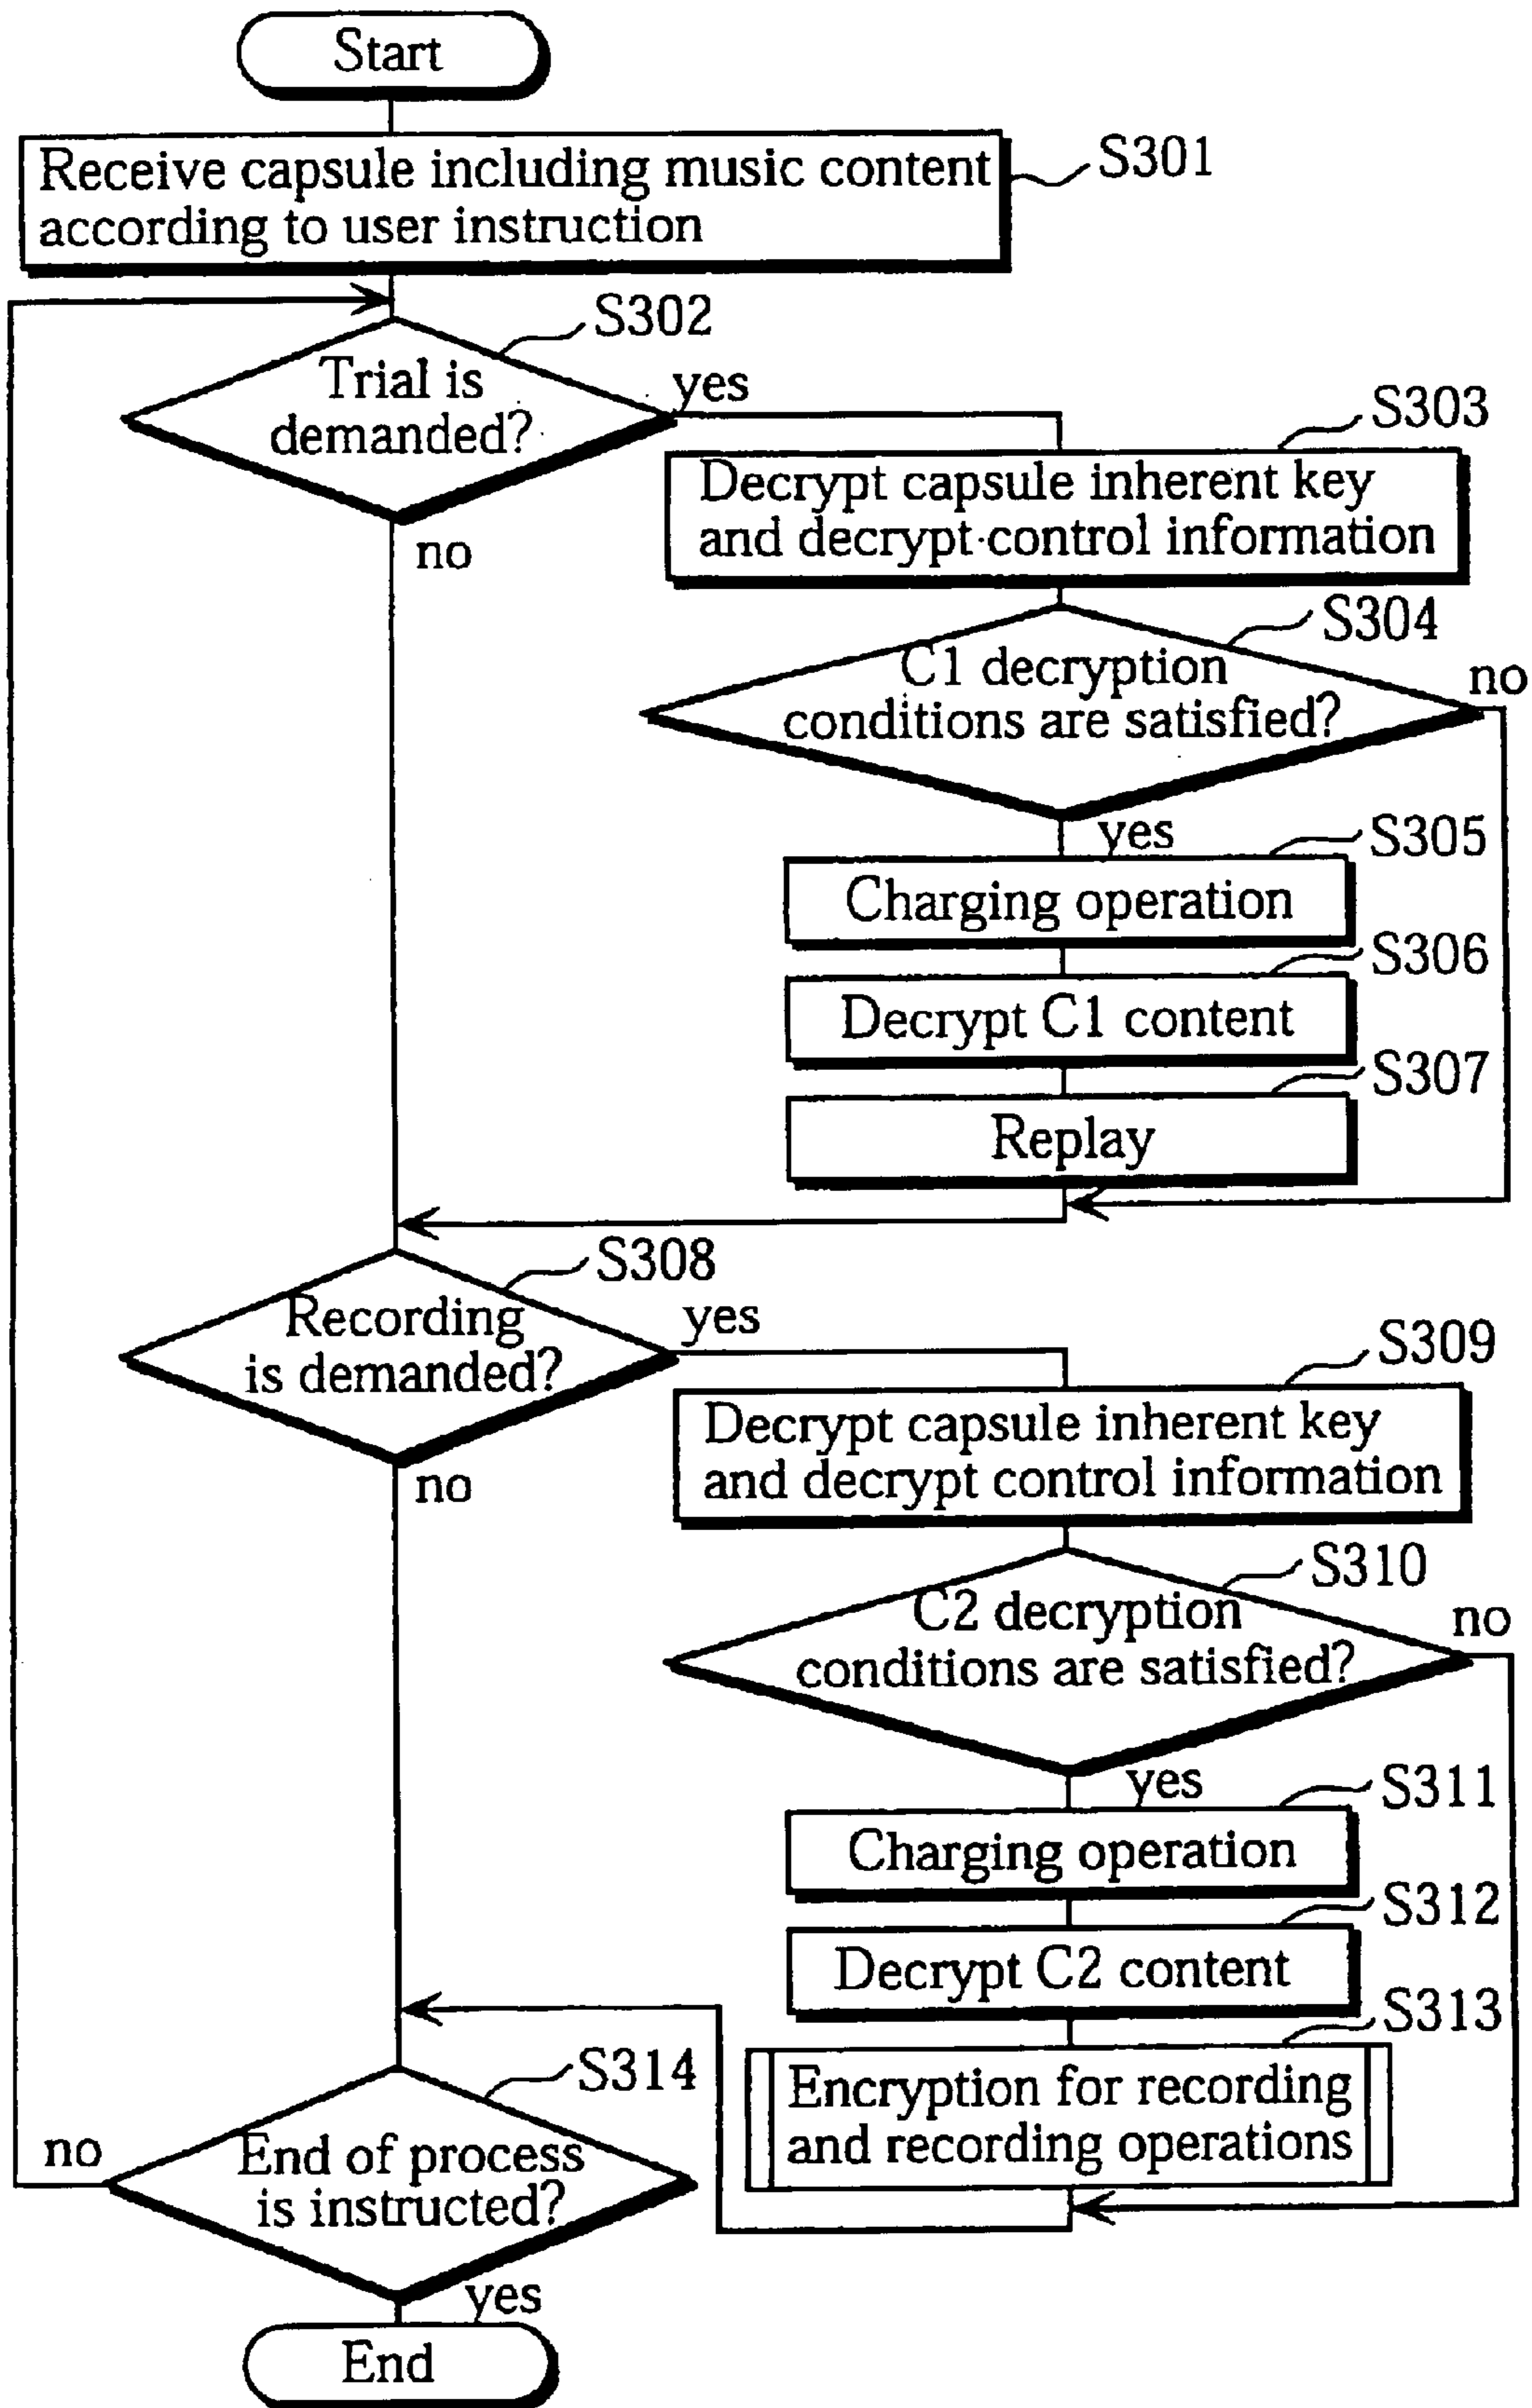 Start
Receive capsule including music content
according to user instruction
S301
S302
Trial is
demanded?
yes
no
S303
Decrypt capsule inherent key
and decrypt·control information
S304
C1 decryption
conditions are satisfied?
no
yes
S305
Charging operation
S306
Decrypt C1 content
S307
Replay
S308
Recording
is demanded?
yes
no
S309
Decrypt capsule inherent key
and decrypt control information
S310
C2 decryption
conditions are satisfied?
no
yes
S311
Charging operation
S312
Decrypt C2 content
S313
Encryption for recording
and recording operations
S314
End of process
is instructed?
no
yes
End